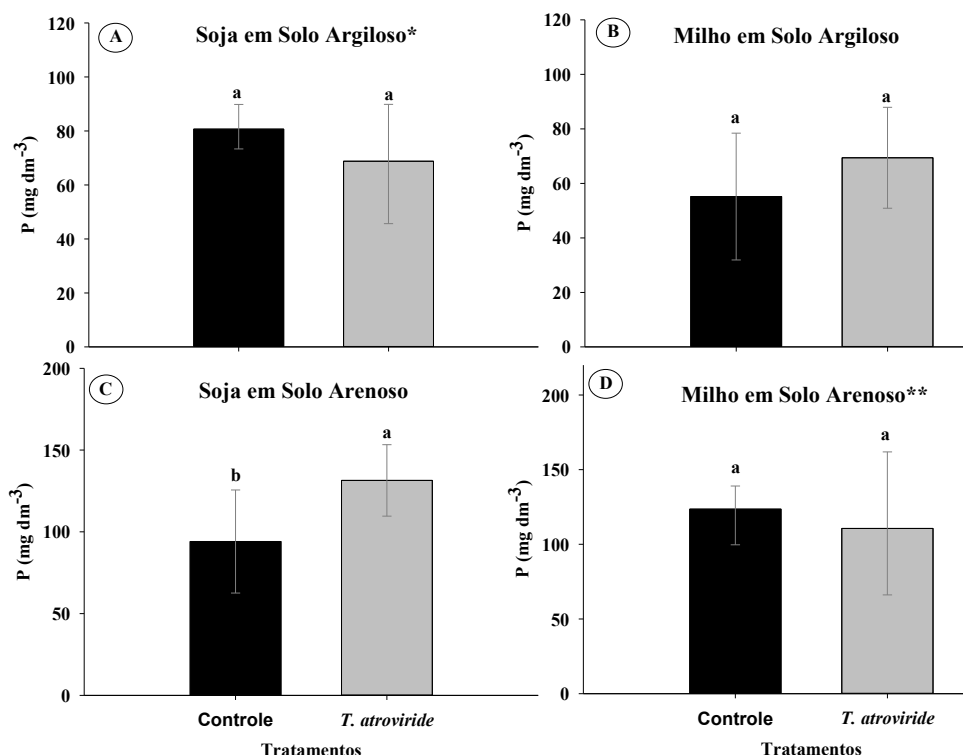 A
Soja em Solo Argiloso*
120
100
80
60
40
20
0
P (mg dm-3)
a
a
B
Milho em Solo Argiloso
120
100
80
60
40
20
0
P (mg dm-3)
a
a
C
Soja em Solo Arenoso
200
150
100
50
0
P (mg dm-3)
b
a
Controle
T. atroviride
Tratamentos
D
Milho em Solo Arenoso**
200
150
100
50
0
P (mg dm-3)
a
a
Controle
T. atroviride
Tratamentos